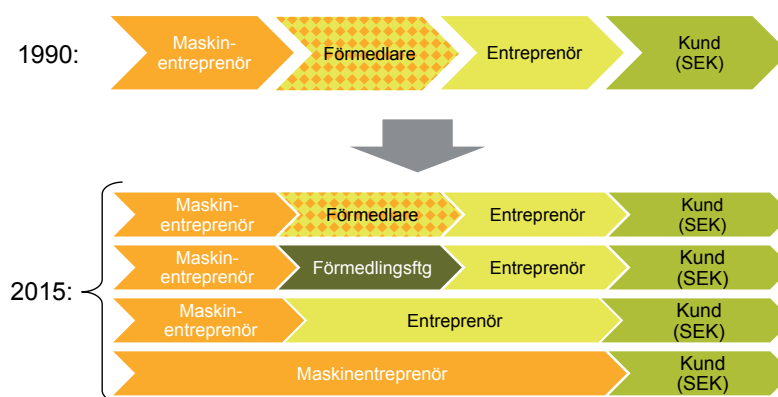 1990:
Maskin-
entreprenör
Förmedlare
Entreprenör
Kund
(SEK)
2015:
Maskin-
entreprenör
Förmedlare
Entreprenör
Kund
(SEK)
Maskin-
entreprenör
Förmedlingsftg
Entreprenör
Kund
(SEK)
Maskin-
entreprenör
Entreprenör
Kund
(SEK)
Maskinentreprenör
Kund
(SEK)